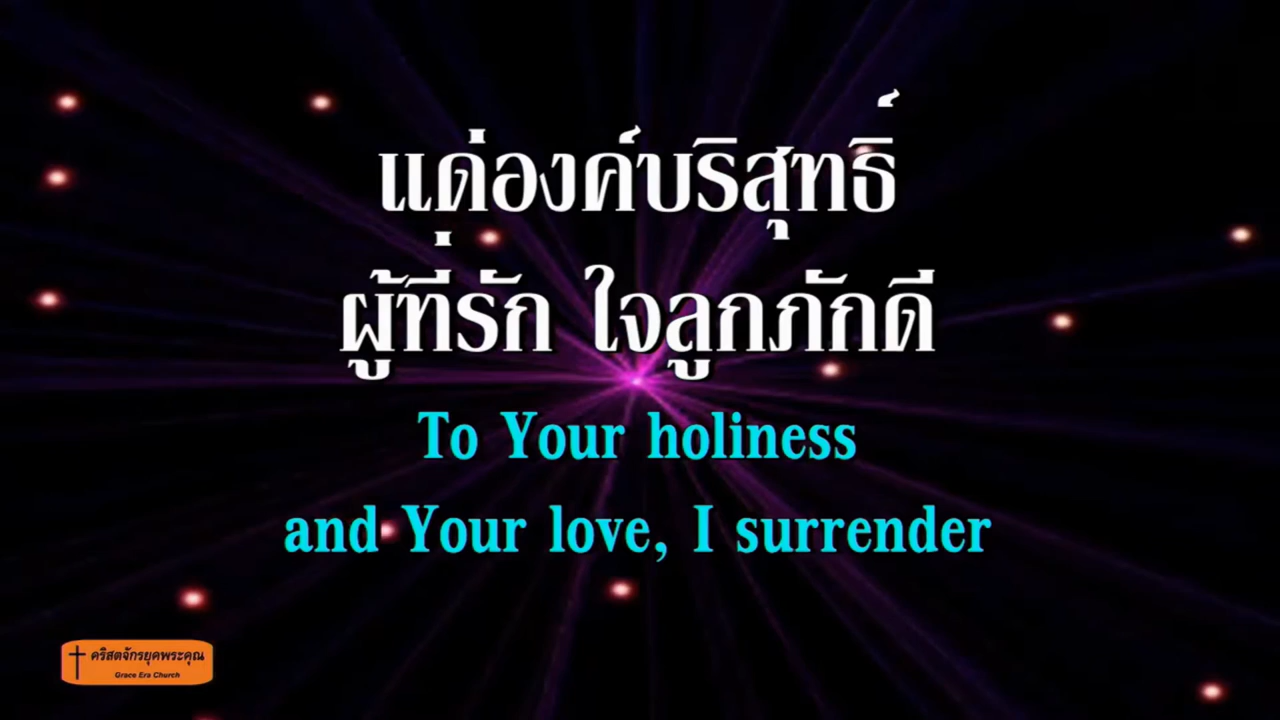 แด่องค์บริสุทธิ์
ผู้ที่รัก ใจลูกภักดี
To Your holiness
and Your love, I surrender
คริสตจักรยุคพระคุณ
Grace Era Church